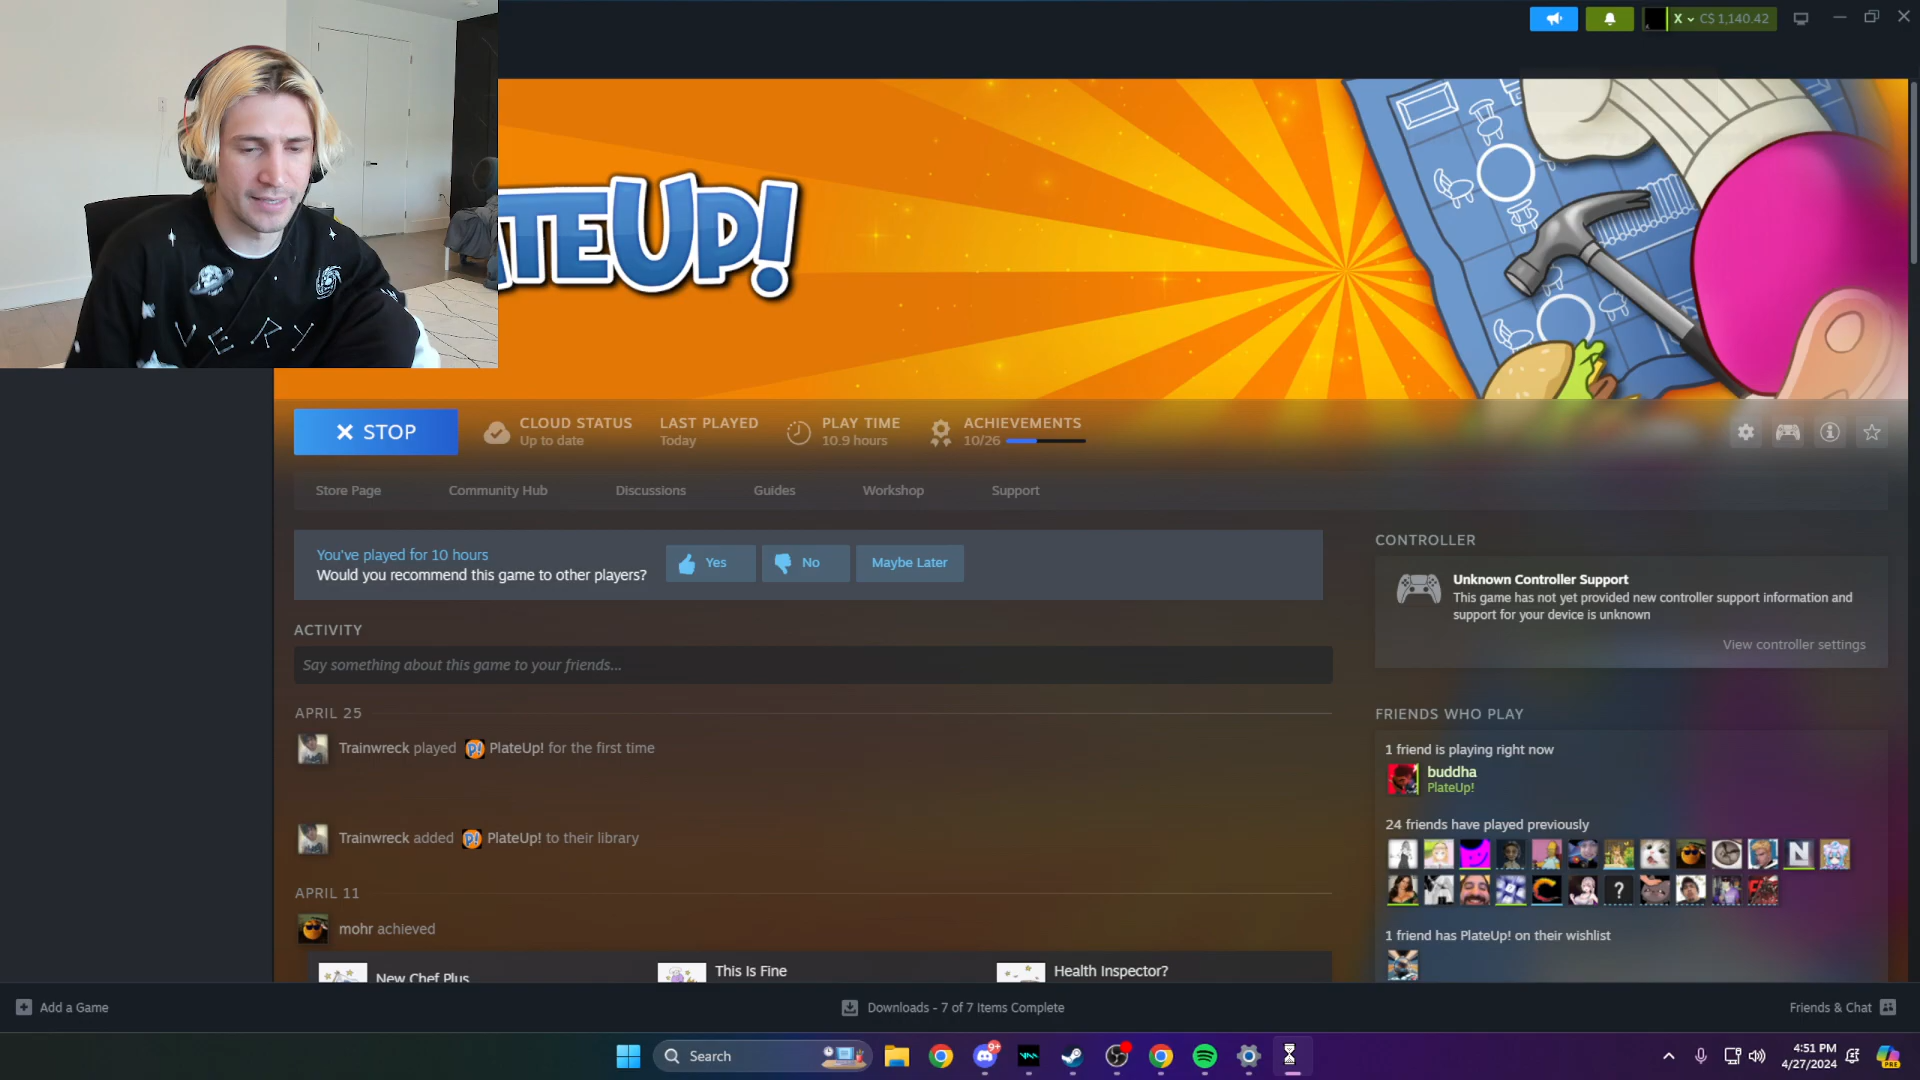 X C$ 1,140.42
VERY
ATEUP!
STOP
CLOUD STATUS
Up to date
LAST PLAYED
Today
PLAY TIME
10.9 hours
ACHIEVEMENTS
10/26
Store Page
Community Hub
Discussions
Guides
Workshop
Support
You've played for 10 hours
Would you recommend this game to other players?
Yes
No
Maybe Later
CONTROLLER
Unknown Controller Support
This game has not yet provided new controller support information and
support for your device is unknown
View controller settings
ACTIVITY
Say something about this game to your friends...
APRIL 25
Trainwreck played PlateUp! for the first time
Trainwreck added PlateUp! to their library
APRIL 11
mohr achieved
New Chef Plus
This Is Fine
Health Inspector?
FRIENDS WHO PLAY
1 friend is playing right now
buddha
PlateUp!
24 friends have played previously
1 friend has PlateUp! on their wishlist
Add a Game
Downloads - 7 of 7 Items Complete
Friends & Chat
Search
9+
4:51 PM
4/27/2024
PRE